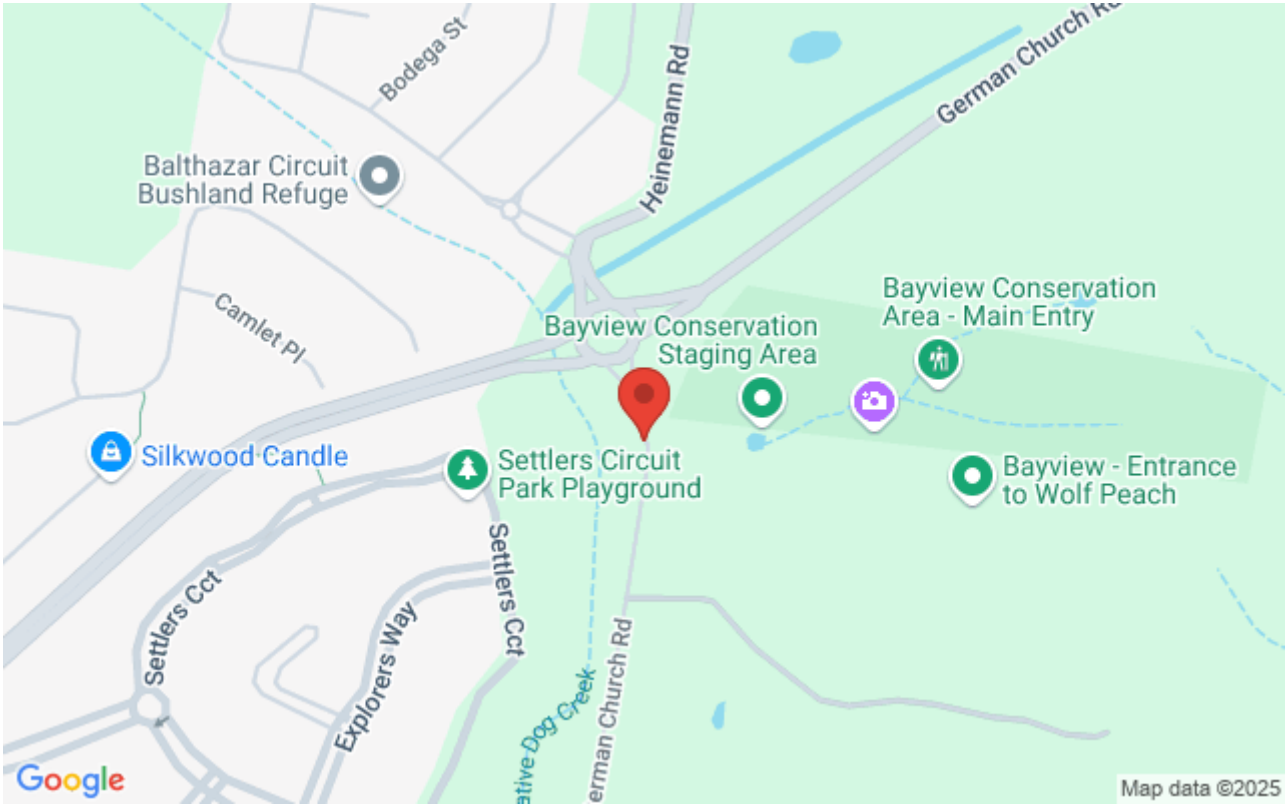 German Church Rd
Bodega St
Heinemann Rd
Balthazar Circuit
Bushland Refuge
Bayview Conservation
Area - Main Entry
Camlet Pl
Bayview Conservation
Staging Area
Silkwood Candle
Settlers Circuit
Park Playground
Bayview - Entrance
to Wolf Peach
Settlers Cct
Settlers Cct
Explorers Way
erman Church Rd
ative Dog Creek
Google
Map data ©2025